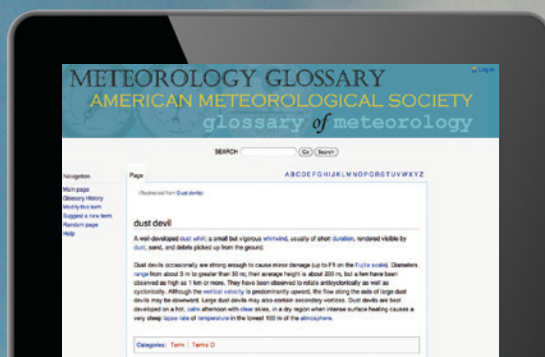 Log in
METEOROLOGY GLOSSARY
AMERICAN METEOROLOGICAL SOCIETY
glossary of meteorology
SEARCH Go Search
Navigation
Main page
Glossary History
Modify this term
Suggest a new term
Random page
Help
Page
A B C D E F G H I J K L M N O P Q R S T U V W X Y Z
(Redirected from Dust devils)
dust devil
A well-developed dust whirl; a small but vigorous whirlwind, usually of short duration, rendered visible by
dust, sand, and debris picked up from the ground.
Dust devils occasionally are strong enough to cause minor damage (up to F1 on the Fujita scale). Diameters
range from about 3 m to greater than 30 m; their average height is about 200 m, but a few have been
observed as high as 1 km or more. They have been observed to rotate anticyclonically as well as
cyclonically. Although the vertical velocity is predominantly upward, the flow along the axis of large dust
devils may be downward. Large dust devils may also contain secondary vortices. Dust devils are best
developed on a hot, calm afternoon with clear skies, in a dry region when intense surface heating causes a
very steep lapse rate of temperature in the lowest 100 m of the atmosphere.
Categories: Term | Terms D